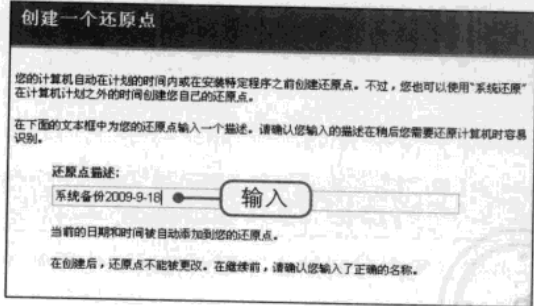 创建一个还原点
您的计算机自动在计划的时间内或在安装特定程序之前创建还原点。不过，您也可以使用“系统还原”
在计算机计划之外的时间创建您自己的还原点。
在下面的文本框中为您的还原点输入一个描述。请确认您输入的描述在稍后您需要还原计算机时容易
识别。
还原点描述：
系统备份2009-9-18
输入
当前的日期和时间被自动添加到您的还原点。
在创建后，还原点不能被更改。在继续前，请确认您输入了正确的名称。